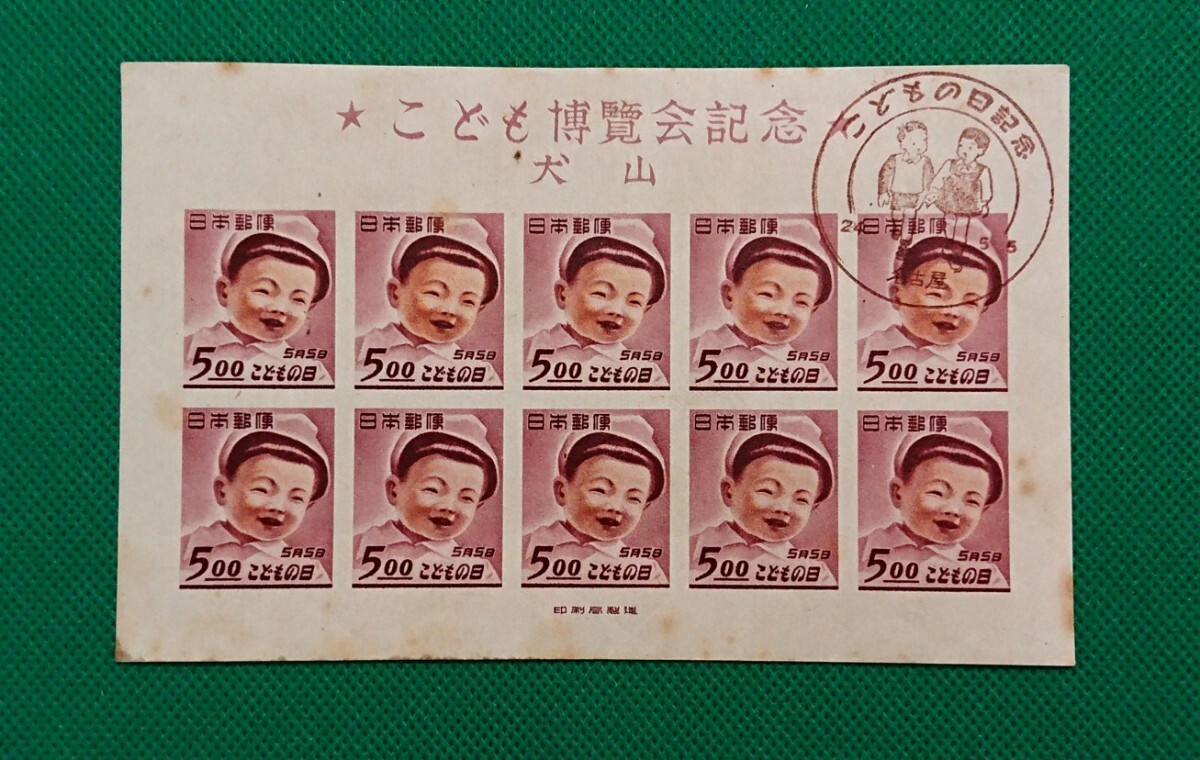 ★こども博覽会記念★
犬山
こどもの日記念
24 5 5
名古屋
日本郵便 日本郵便 日本郵便 日本郵便 日本郵便
5月5日 5月5日 5月5日 5月5日 5月5日
5.00 こどもの日 5.00 こどもの日 5.00 こどもの日 5.00 こどもの日 5.00 こどもの日
日本郵便 日本郵便 日本郵便 日本郵便 日本郵便
5月5日 5月5日 5月5日 5月5日 5月5日
5.00 こどもの日 5.00 こどもの日 5.00 こどもの日 5.00 こどもの日 5.00 こどもの日
印刷局製造